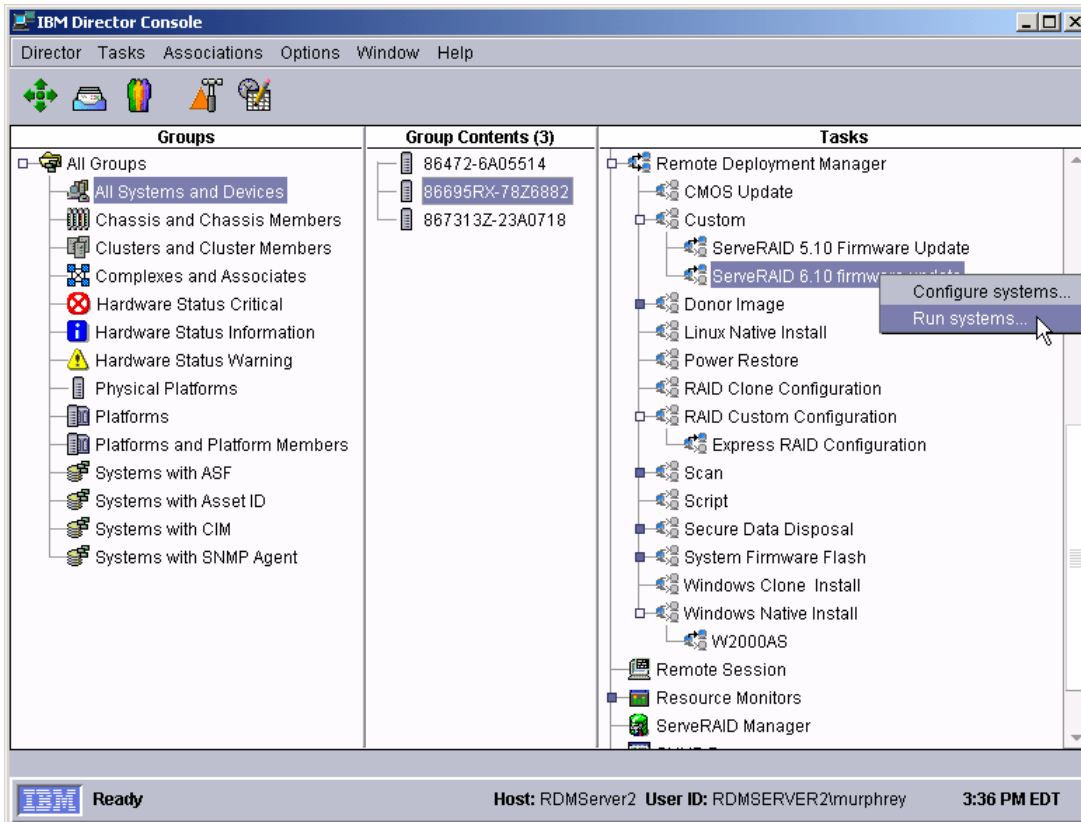 IBM Director Console
Director Tasks Associations Options Window Help
Groups
All Groups
All Systems and Devices
Chassis and Chassis Members
Clusters and Cluster Members
Complexes and Associates
Hardware Status Critical
Hardware Status Information
Hardware Status Warning
Physical Platforms
Platforms
Platforms and Platform Members
Systems with ASF
Systems with Asset ID
Systems with CIM
Systems with SNMP Agent
Group Contents (3)
86472-6A05514
86695RX-78Z6882
867313Z-23A0718
Tasks
Remote Deployment Manager
CMOS Update
Custom
ServeRAID 5.10 Firmware Update
ServeRAID 6.10 firmware update
Configure systems...
Run systems...
Donor Image
Linux Native Install
Power Restore
RAID Clone Configuration
RAID Custom Configuration
Express RAID Configuration
Scan
Script
Secure Data Disposal
System Firmware Flash
Windows Clone Install
Windows Native Install
W2000AS
Remote Session
Resource Monitors
ServeRAID Manager
IBM Ready Host: RDMServer2 User ID: RDMSERVER2\murphrey 3:36 PM EDT